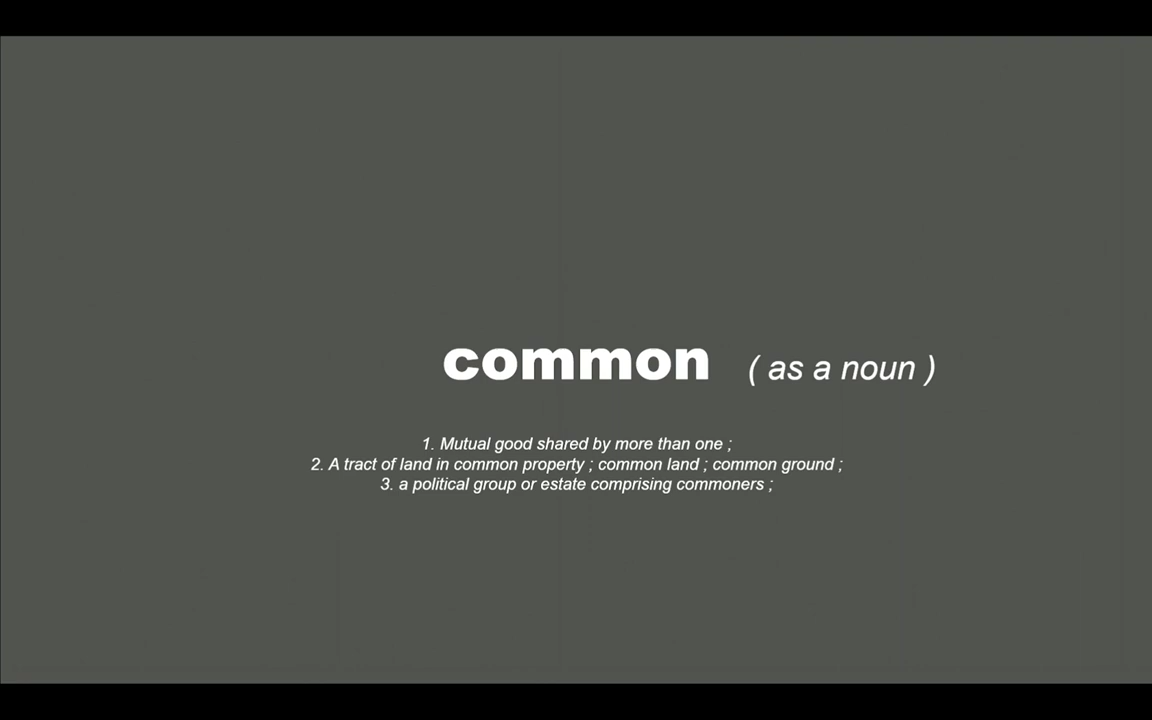 common ( as a noun )
1. Mutual good shared by more than one ;
2. A tract of land in common property ; common land ; common ground ;
3. a political group or estate comprising commoners ;